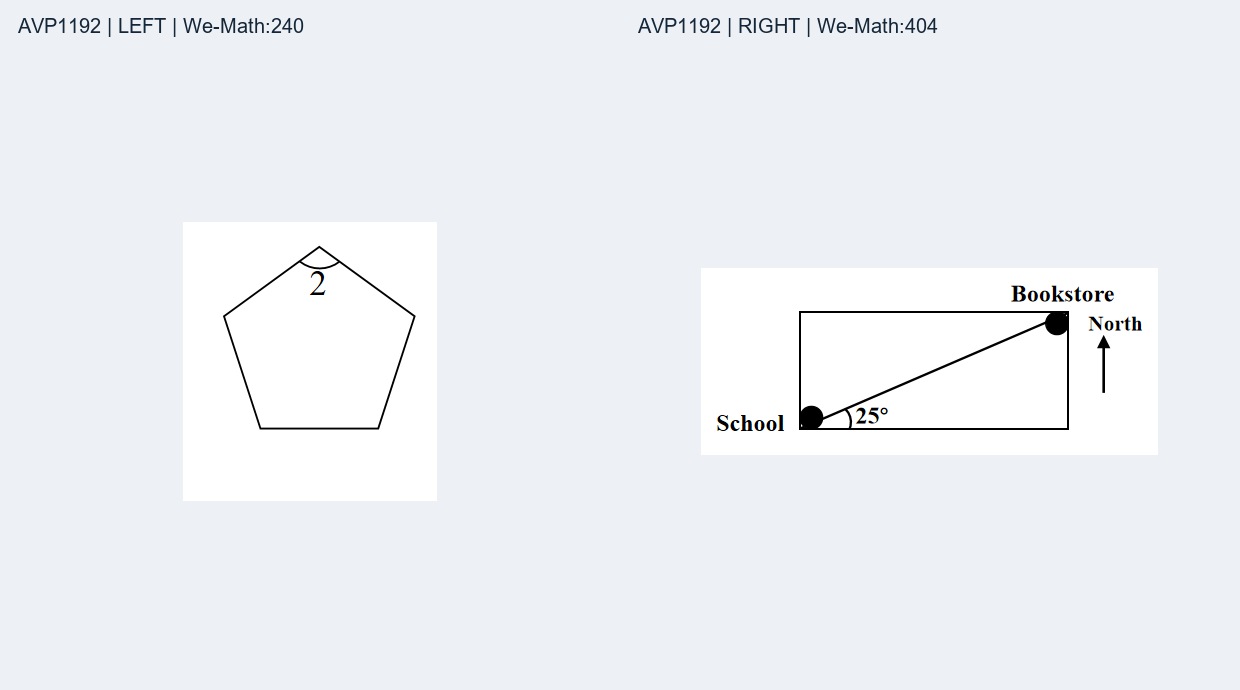 AVP1192 | LEFT | We-Math:240
AVP1192 | RIGHT | We-Math:404
2
Bookstore
North
25°
School